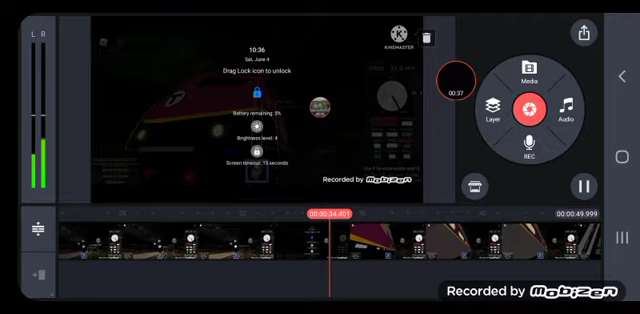 L R
10:36
Sat, June 4
Drag Lock icon to unlock
Battery remaining: 5%
Brightness level: 4
Screen timeout: 15 seconds
Recorded by Mobizen
K
KINEMASTER
00:37
Media
Layer
Audio
REC
00:00:34.401
00:00:49.999
Recorded by Mobizen